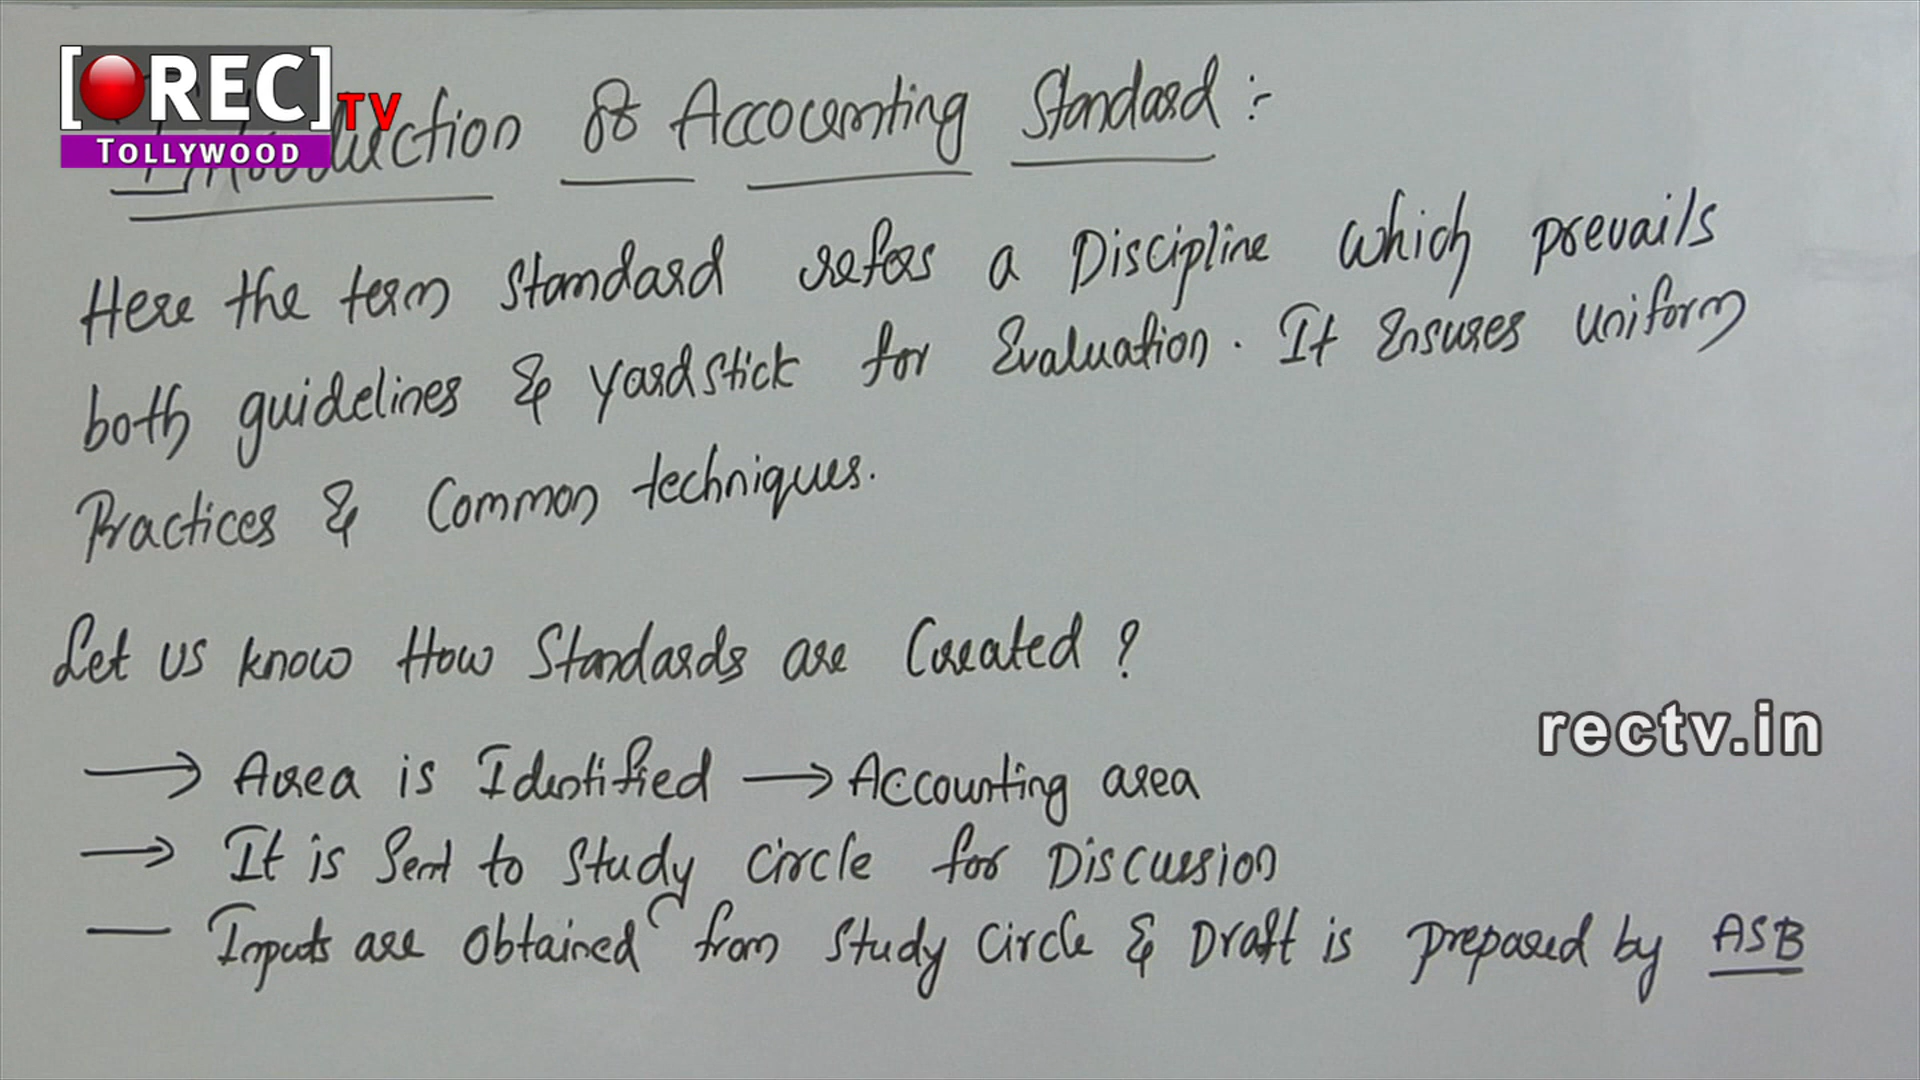 [REC] TV
TOLLYWOOD
Introduction of Accounting Standard :-
Here the term Standard refers a Discipline which prevails
both guidelines & yardstick for Evaluation. It Ensures uniform
Practices & Common techniques.
Let us know How Standards are Created ?
→ Area is Identified → Accounting area
rectv.in
→ It is Sent to Study Circle for Discussion
— Inputs are obtained from Study Circle & Draft is prepared by ASB